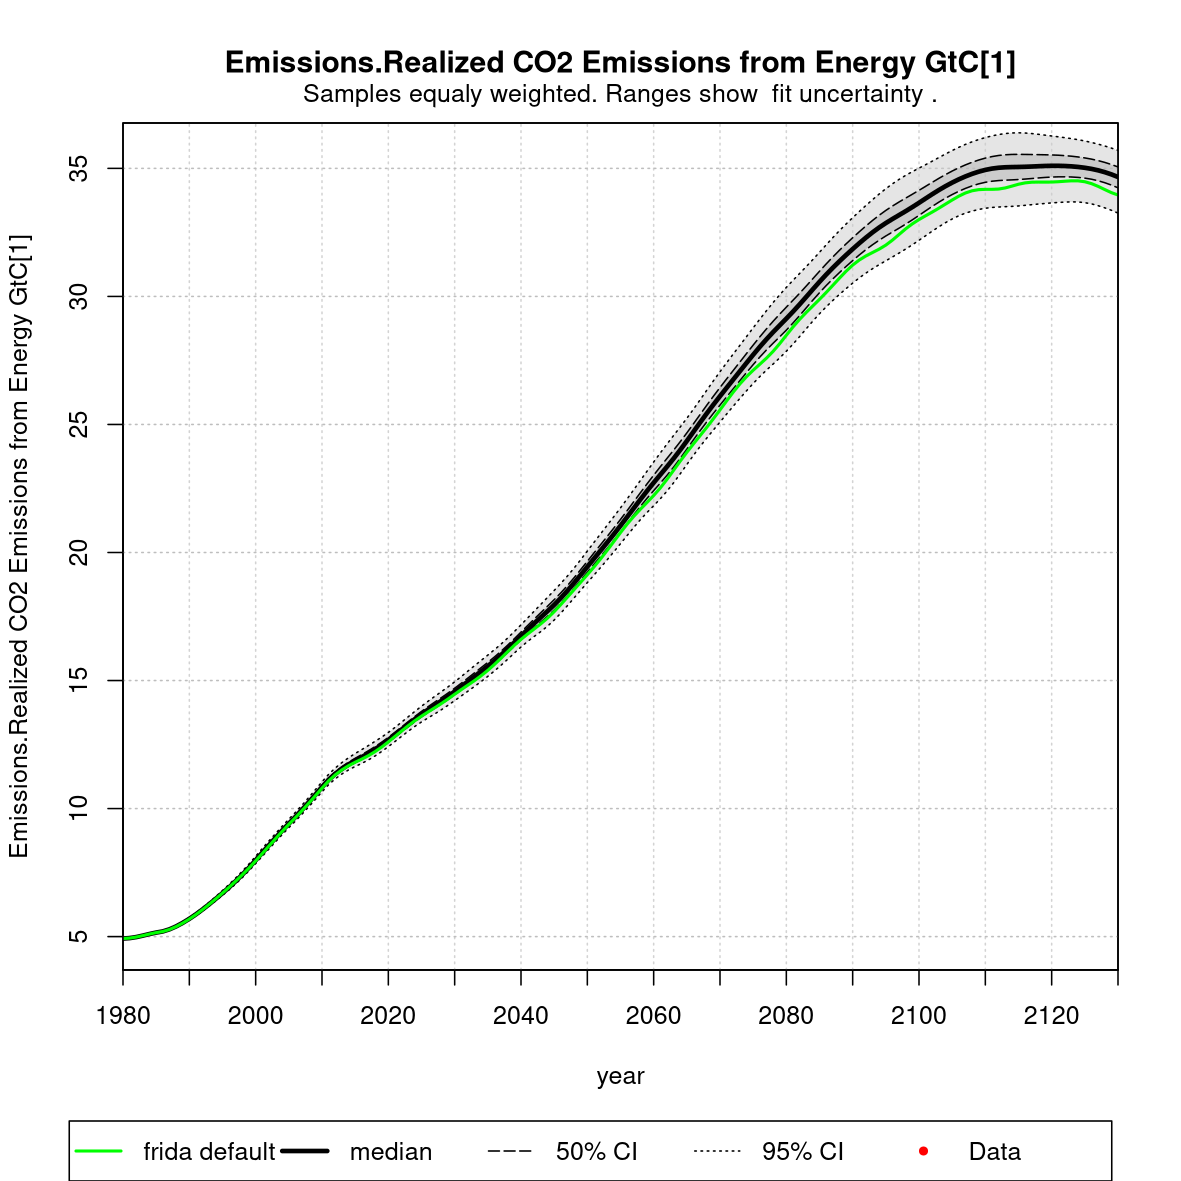 Emissions.Realized CO2 Emissions from Energy GtC[1]
Samples equaly weighted. Ranges show  fit uncertainty .
Emissions.Realized CO2 Emissions from Energy GtC[1]
35
30
25
20
15
10
5
1980 2000 2020 2040 2060 2080 2100 2120
year
frida default median 50% CI 95% CI Data